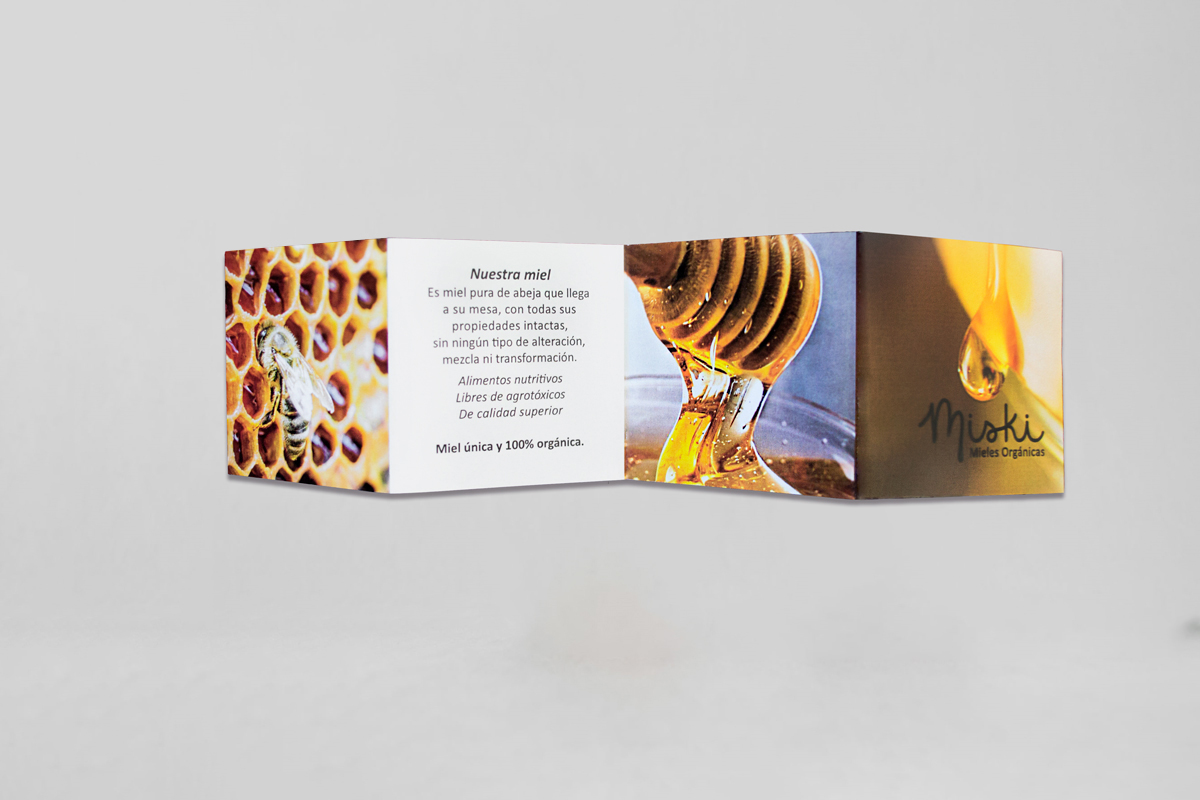 Nuestra miel
Es miel pura de abeja que llega
a su mesa, con todas sus
propiedades intactas,
sin ningún tipo de alteración,
mezcla ni transformación.
Alimentos nutritivos
Libres de agrotóxicos
De calidad superior
Miel única y 100% orgánica.
Miski
Mieles Orgánicas